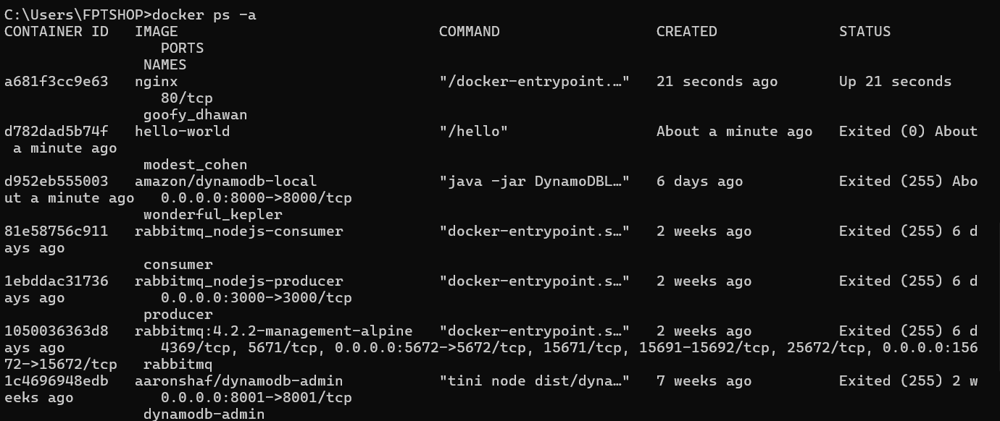 C:\Users\FPTSHOP>docker ps -a
CONTAINER ID   IMAGE                              COMMAND                  CREATED              STATUS
                  PORTS
                NAMES
a681f3cc9e63   nginx                              "/docker-entrypoint.…"   21 seconds ago       Up 21 seconds
                  80/tcp
                goofy_dhawan
d782dad5b74f   hello-world                        "/hello"                 About a minute ago   Exited (0) About
 a minute ago
                modest_cohen
d952eb555003   amazon/dynamodb-local              "java -jar DynamoDBL…"   6 days ago           Exited (255) Abo
ut a minute ago   0.0.0.0:8000->8000/tcp
                wonderful_kepler
81e58756c911   rabbitmq_nodejs-consumer           "docker-entrypoint.s…"   2 weeks ago          Exited (255) 6 d
ays ago
                consumer
1ebddac31736   rabbitmq_nodejs-producer           "docker-entrypoint.s…"   2 weeks ago          Exited (255) 6 d
ays ago           0.0.0.0:3000->3000/tcp
                producer
1050036363d8   rabbitmq:4.2.2-management-alpine   "docker-entrypoint.s…"   2 weeks ago          Exited (255) 6 d
ays ago           4369/tcp, 5671/tcp, 0.0.0.0:5672->5672/tcp, 15671/tcp, 15691-15692/tcp, 25672/tcp, 0.0.0.0:156
72->15672/tcp   rabbitmq
1c4696948edb   aaronshaf/dynamodb-admin           "tini node dist/dyna…"   7 weeks ago          Exited (255) 2 w
eeks ago          0.0.0.0:8001->8001/tcp
                dynamodb-admin